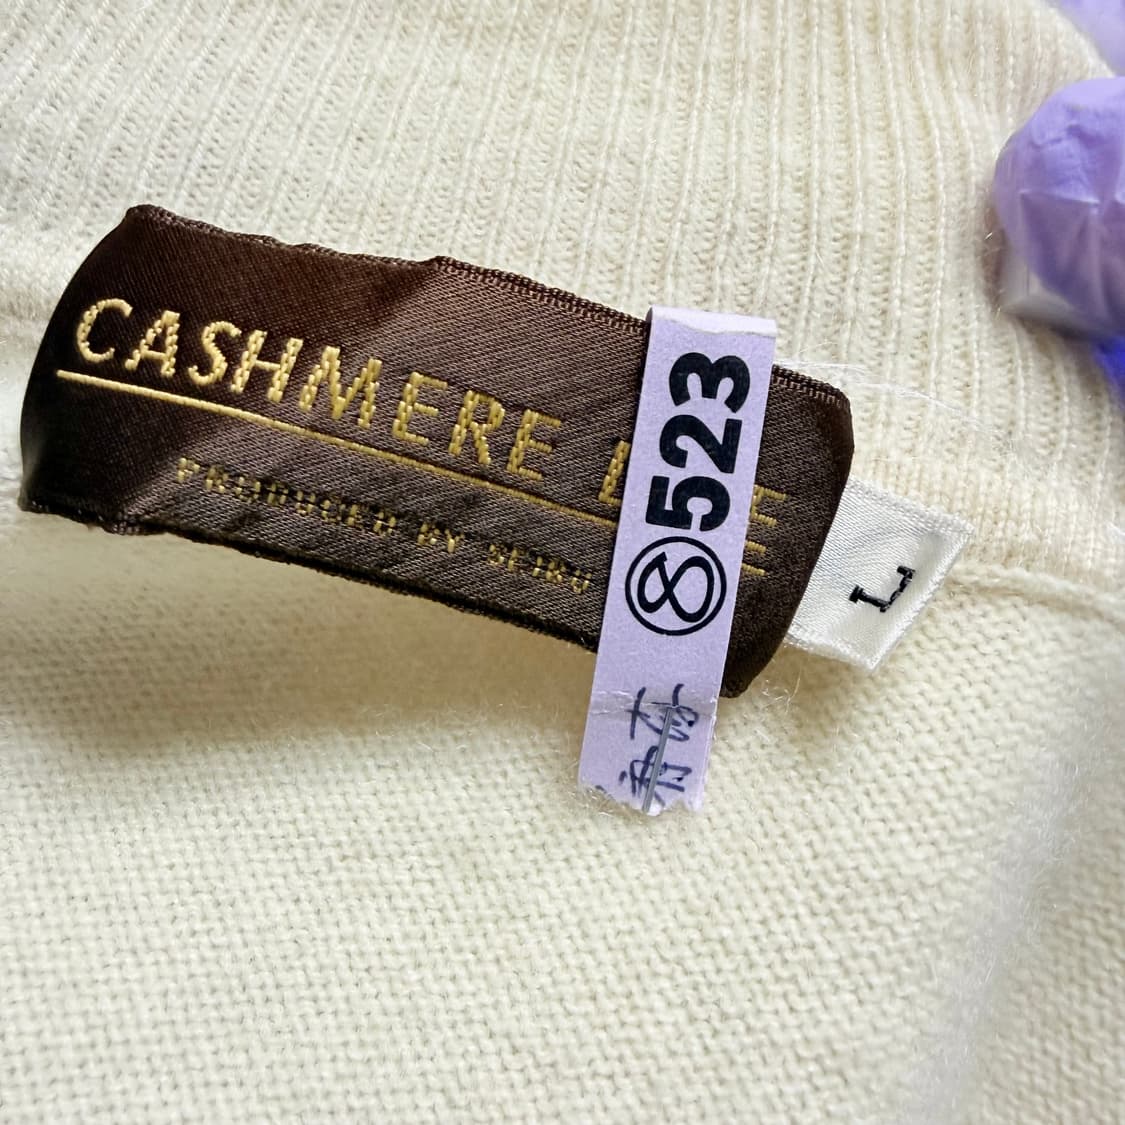 CASHMERE
PRODUCED BY SEIBU
⑧523
L